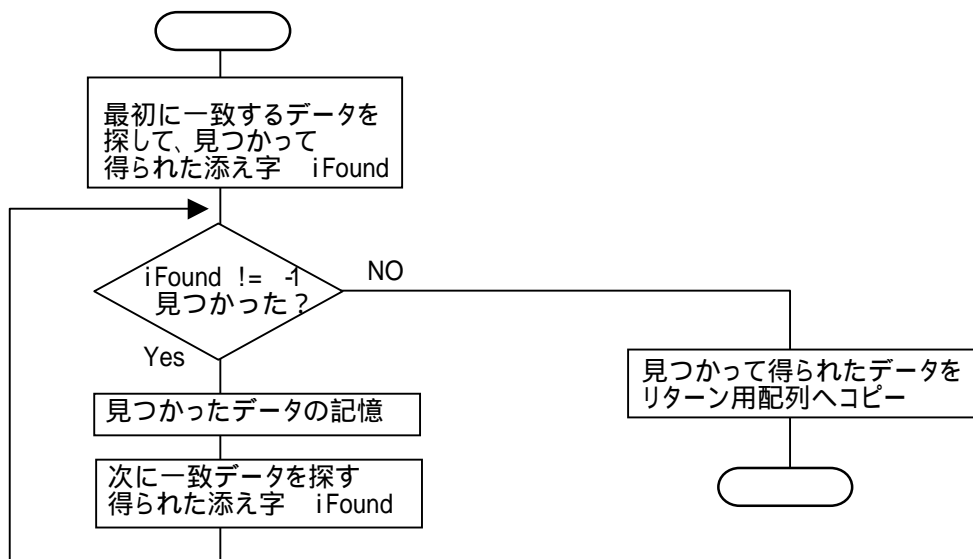 最初に一致するデータを
探して、見つかって
得られた添え字 iFound
iFound != -1
見つかった?
NO
Yes
見つかったデータの記憶
次に一致データを探す
得られた添え字 iFound
見つかって得られたデータを
リターン用配列へコピー